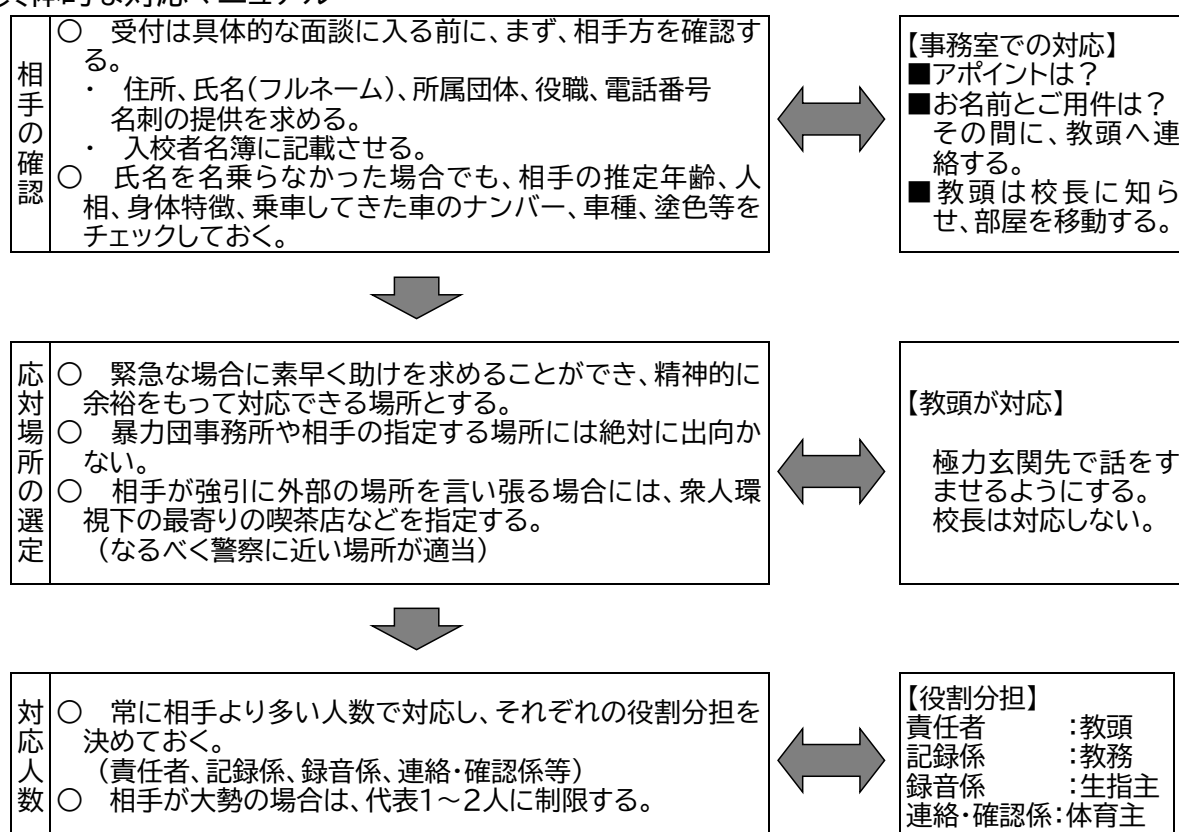 具体的な対応マニュアル
相手の確認
○　受付は具体的な面談に入る前に、まず、相手方を確認す
る。
・　住所、氏名(フルネーム)、所属団体、役職、電話番号
名刺の提供を求める。
・　入校者名簿に記載させる。
○　氏名を名乗らなかった場合でも、相手の推定年齢、人
相、身体特徴、乗車してきた車のナンバー、車種、塗色等を
チェックしておく。
【事務室での対応】
■アポイントは？
■お名前とご用件は？
その間に、教頭へ連
絡する。
■教頭は校長に知ら
せ、部屋を移動する。
応対場所の選定
○　緊急な場合に素早く助けを求めることができ、精神的に
余裕をもって対応できる場所とする。
○　暴力団事務所や相手の指定する場所には絶対に出向か
ない。
○　相手が強引に外部の場所を言い張る場合には、衆人環
視下の最寄りの喫茶店などを指定する。
（なるべく警察に近い場所が適当）
【教頭が対応】
極力玄関先で話をす
ませるようにする。
校長は対応しない。
対応人数
○　常に相手より多い人数で対応し、それぞれの役割分担を
決めておく。
（責任者、記録係、録音係、連絡・確認係等）
○　相手が大勢の場合は、代表１～２人に制限する。
【役割分担】
責任者　　　：教頭
記録係　　　：教務
録音係　　　：生指主
連絡・確認係：体育主